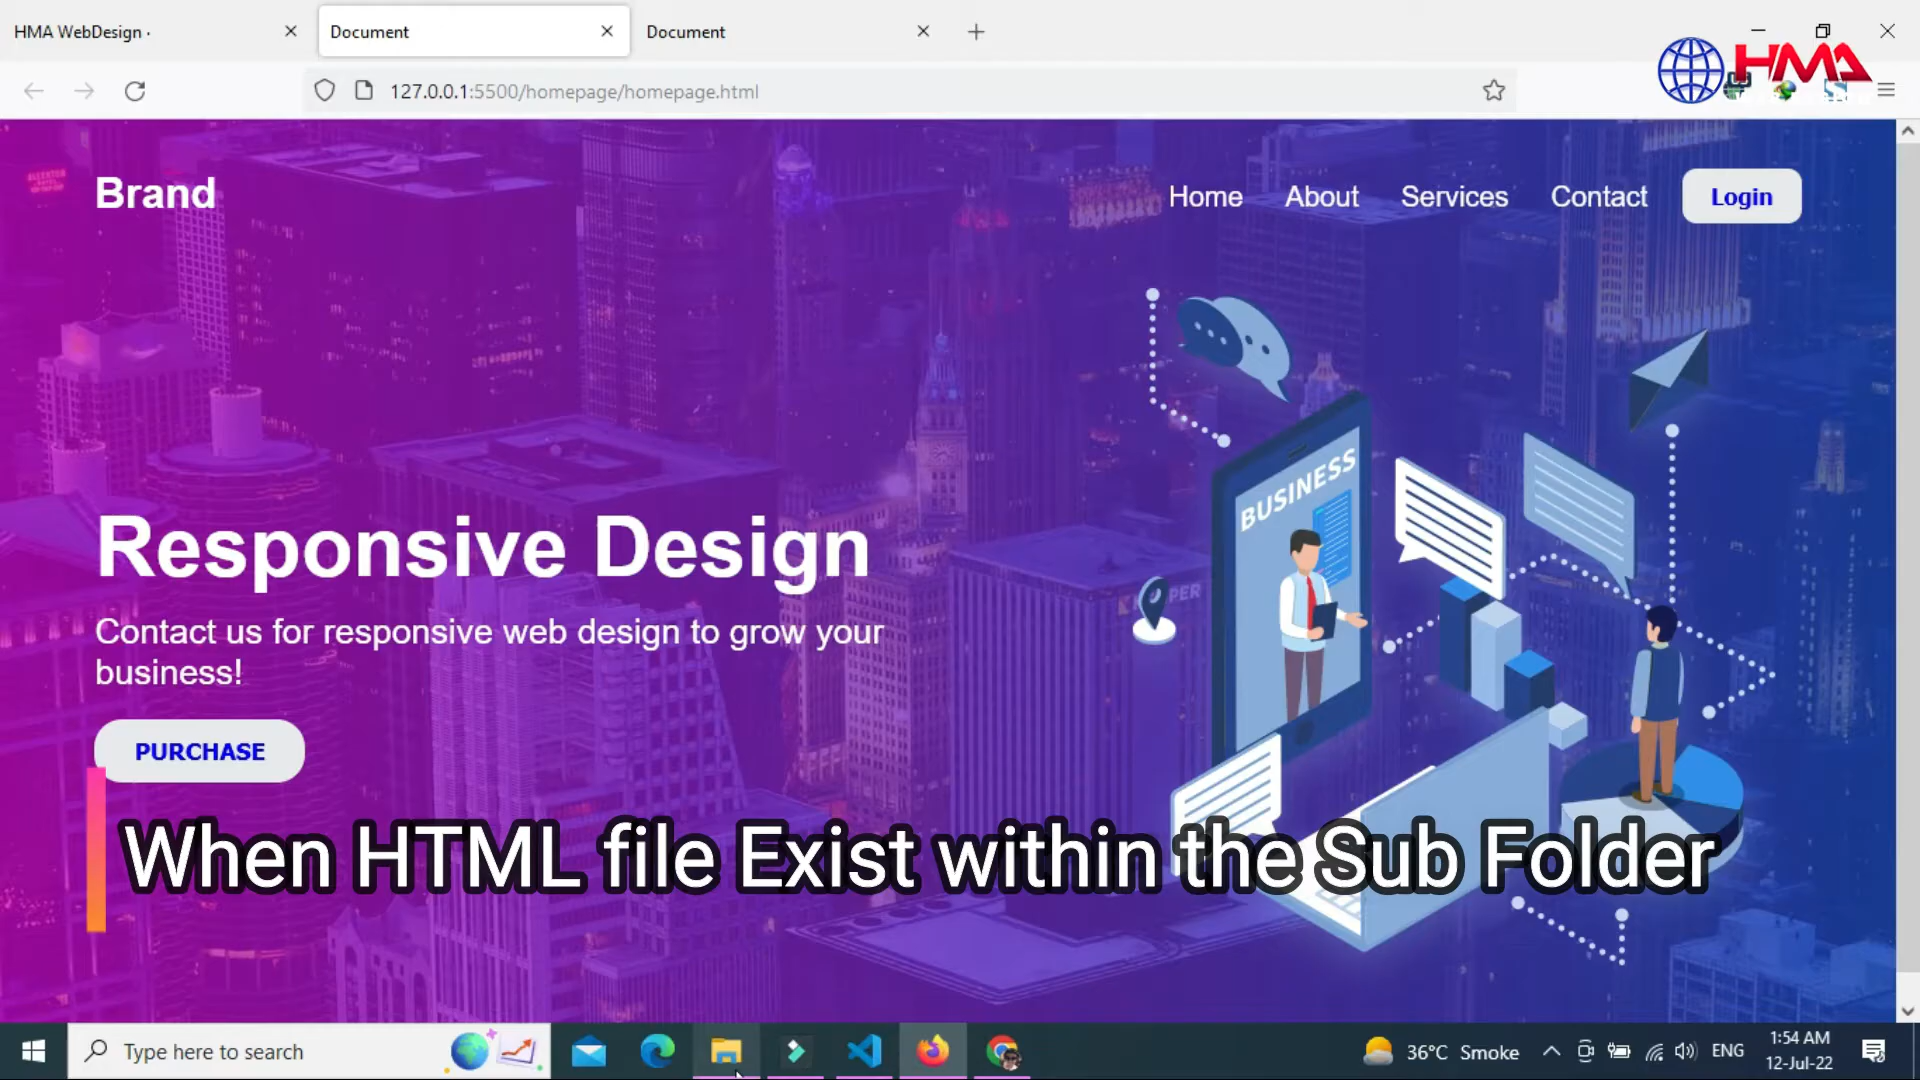 HMA WebDesign ·
Document
Document
HMA
127.0.0.1:5500/homepage/homepage.html
Brand
Home
About
Services
Contact
Login
BUSINESS
Responsive Design
Contact us for responsive web design to grow your
business!
PURCHASE
When HTML file Exist within the Sub Folder
Type here to search
36°C Smoke
ENG
1:54 AM
12-Jul-22